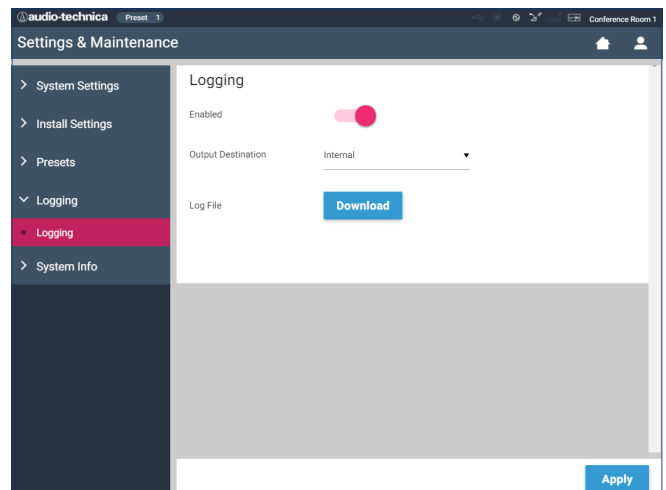 audio-technica Preset 1 Conference Room 1
Settings & Maintenance
System Settings
Install Settings
Presets
Logging
Logging
System Info
Logging
Enabled
Output Destination Internal
Log File Download
Apply